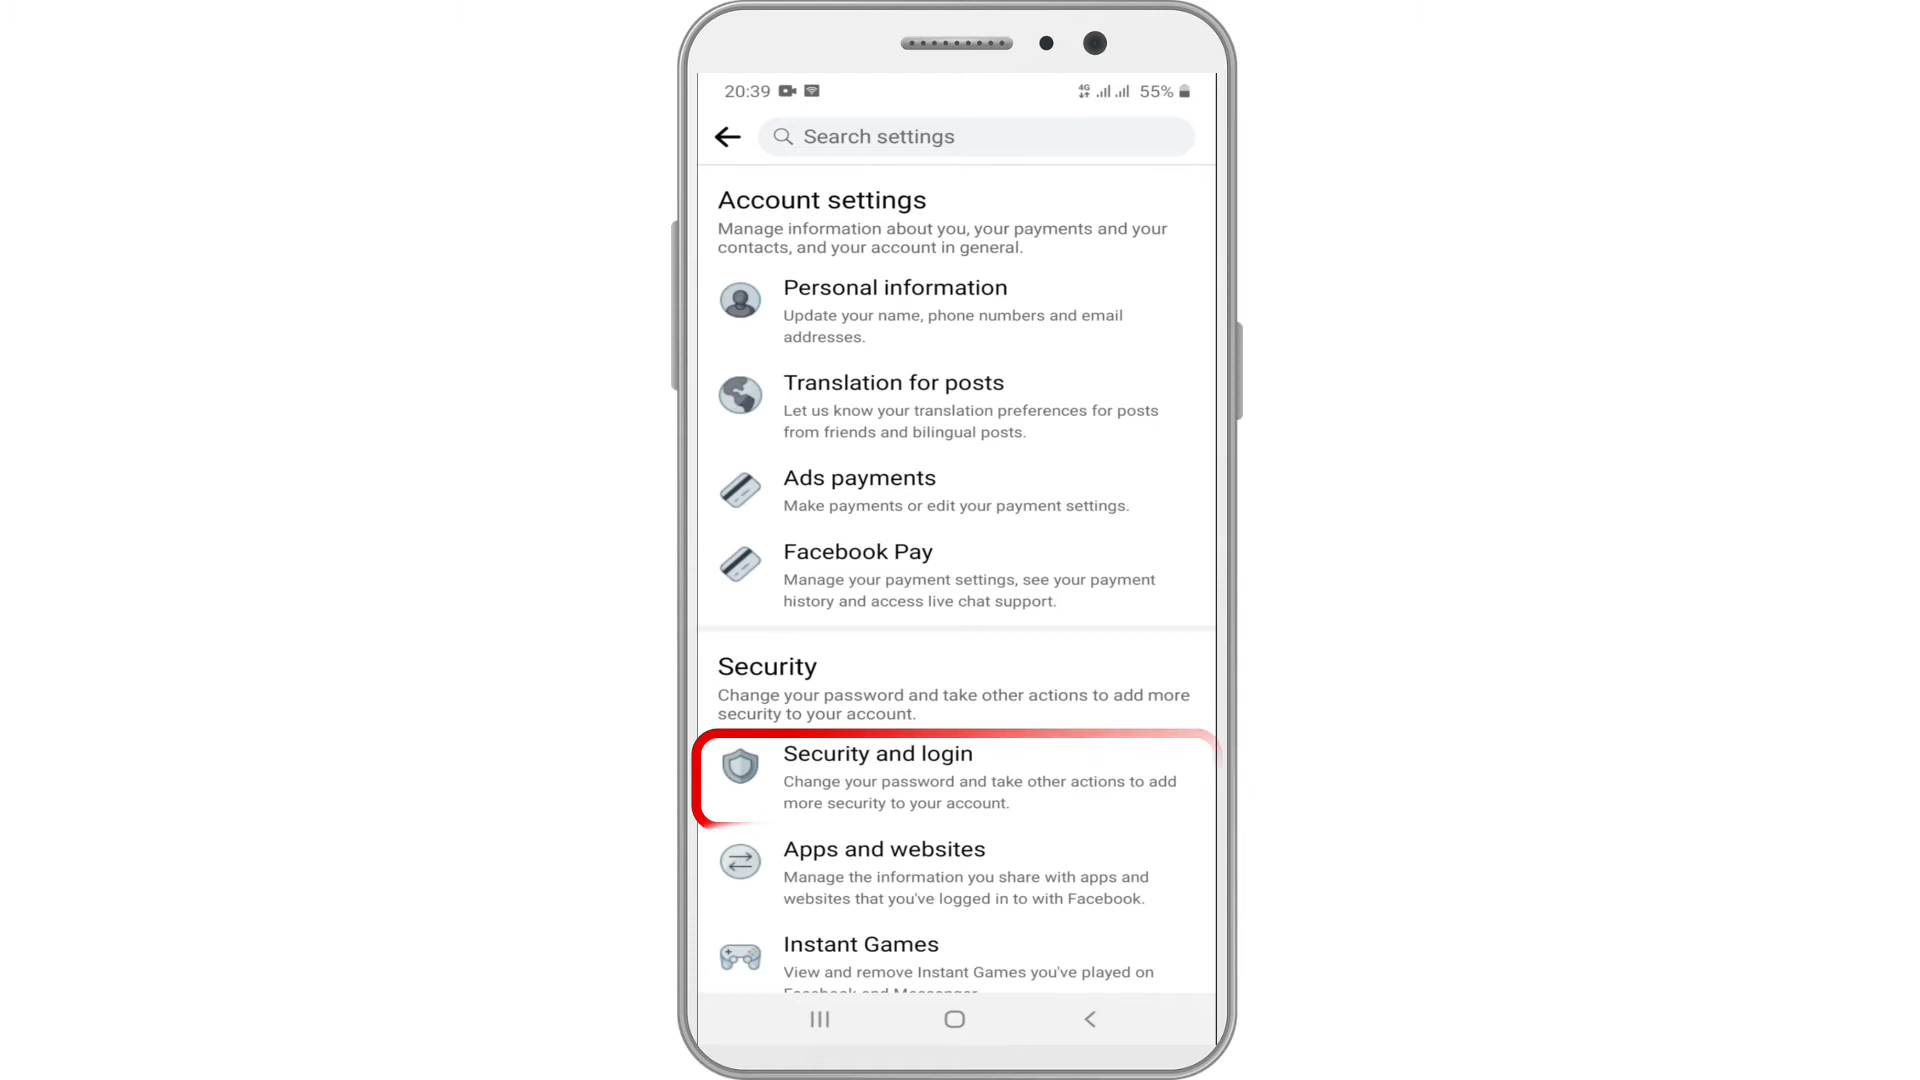 20:39 4G 55%
Search settings
Account settings
Manage information about you, your payments and your
contacts, and your account in general.
Personal information
Update your name, phone numbers and email
addresses.
Translation for posts
Let us know your translation preferences for posts
from friends and bilingual posts.
Ads payments
Make payments or edit your payment settings.
Facebook Pay
Manage your payment settings, see your payment
history and access live chat support.
Security
Change your password and take other actions to add more
security to your account.
Security and login
Change your password and take other actions to add
more security to your account.
Apps and websites
Manage the information you share with apps and
websites that you've logged in to with Facebook.
Instant Games
View and remove Instant Games you've played on
Facebook and Messenger.